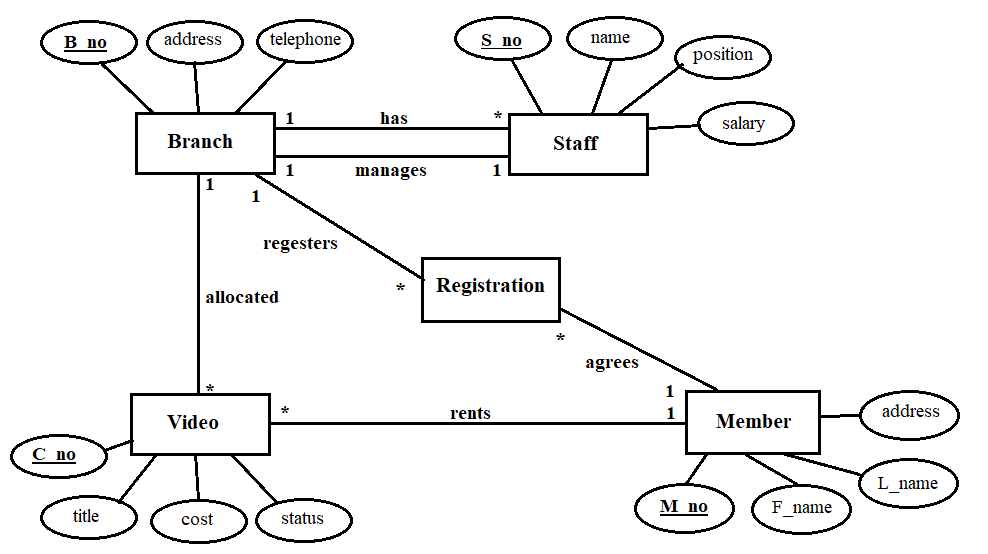 B_no
address
telephone
S_no
name
position
salary
Branch
1
has
*
Staff
1
manages
1
1
1
regesters
*
Registration
allocated
*
agrees
1
*
Video
*
rents
1
Member
address
C_no
title
cost
status
M_no
F_name
L_name